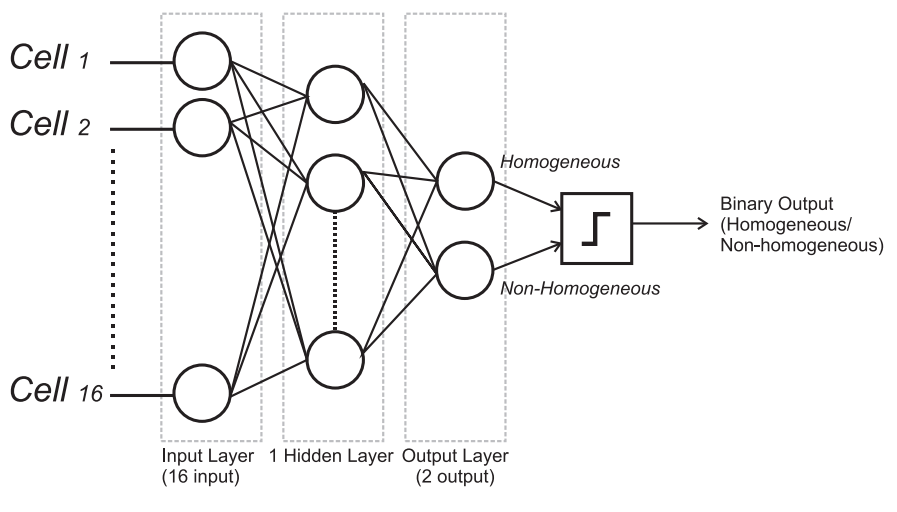 Cell 1
Cell 2
Cell 16
Homogeneous
Non-Homogeneous
Binary Output
(Homogeneous/
Non-homogeneous)
Input Layer
(16 input)
1 Hidden Layer
Output Layer
(2 output)